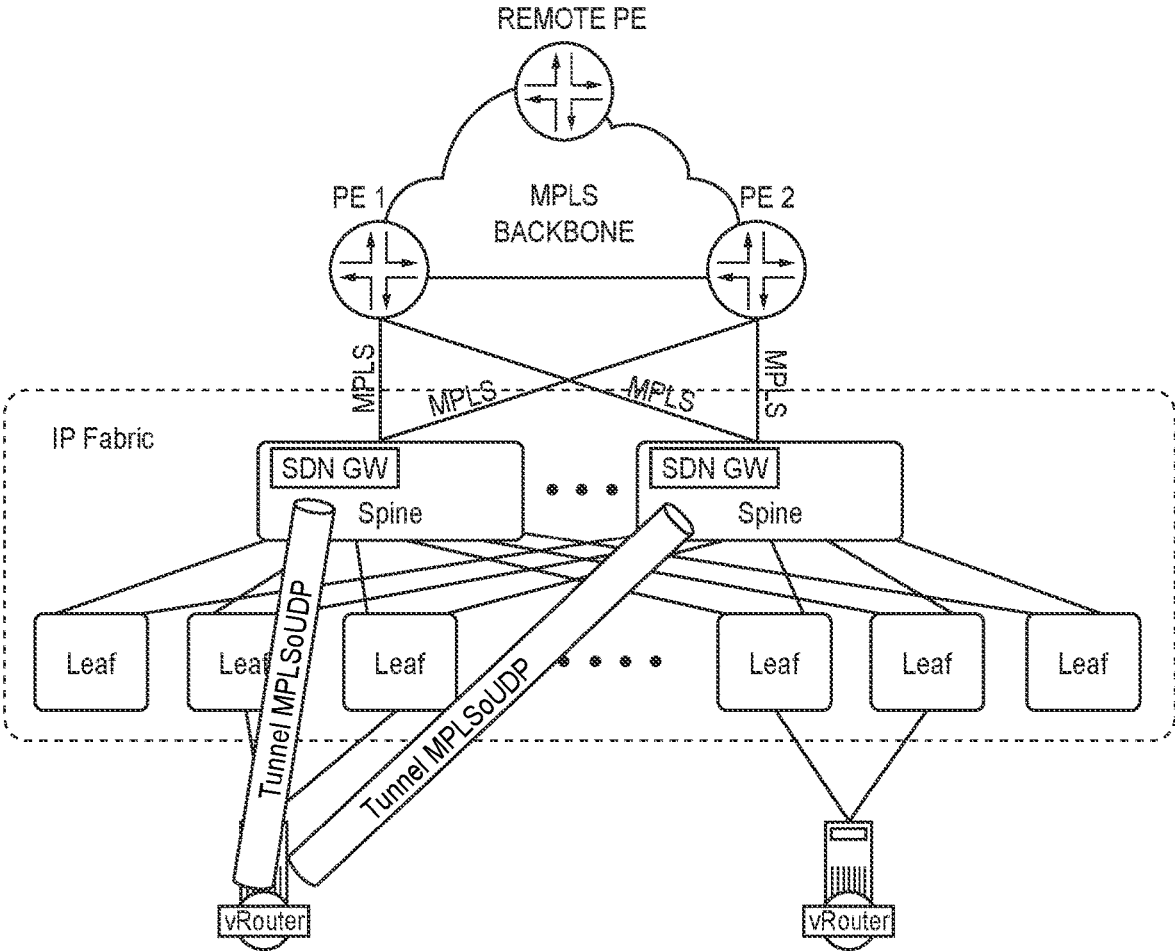 REMOTE PE
PE 1
MPLS
BACKBONE
PE 2
MPLS
MPLS
MPLS
MPLS
IP Fabric
SDN GW
Spine
SDN GW
Spine
Leaf
Leaf
Leaf
Leaf
Leaf
Leaf
Tunnel MPLSoUDP
Tunnel MPLSoUDP
vRouter
vRouter